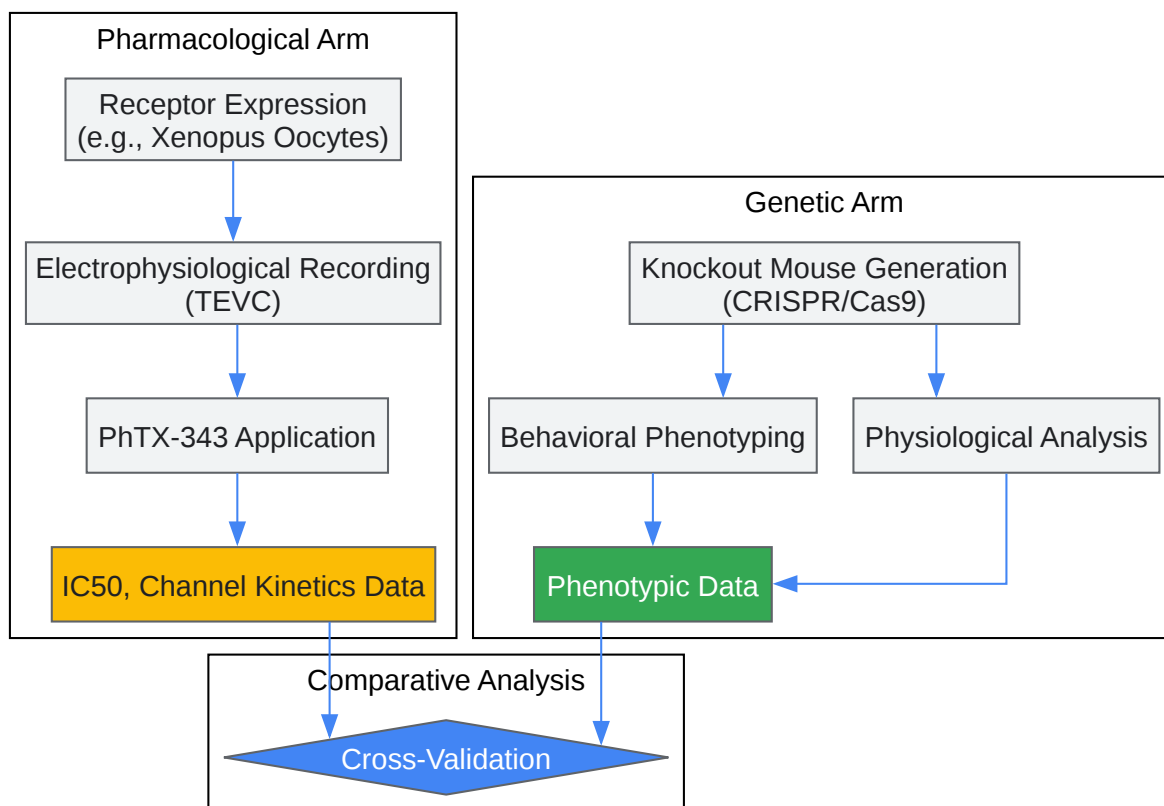 Pharmacological Arm
Receptor Expression
(e.g., Xenopus Oocytes)
Electrophysiological Recording
(TEVC)
PhTX-343 Application
IC50, Channel Kinetics Data
Genetic Arm
Knockout Mouse Generation
(CRISPR/Cas9)
Behavioral Phenotyping
Physiological Analysis
Phenotypic Data
Comparative Analysis
Cross-Validation